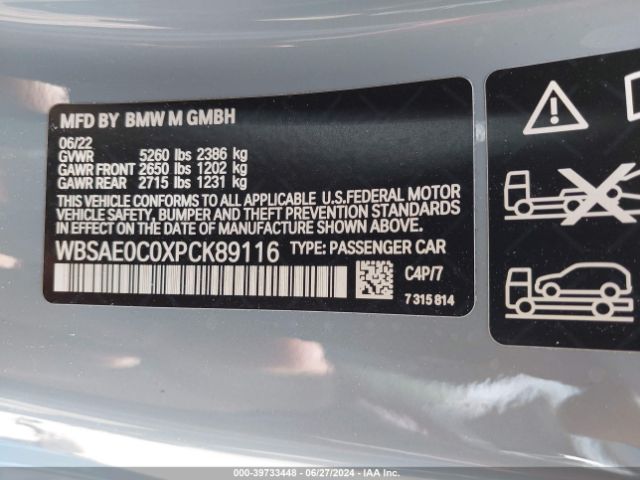 MFD BY BMW M GMBH
06/22
GVWR 5260 lbs 2386 kg
GAWR FRONT 2650 lbs 1202 kg
GAWR REAR 2715 lbs 1231 kg
THIS VEHICLE CONFORMS TO ALL APPLICABLE U.S.FEDERAL MOTOR
VEHICLE SAFETY, BUMPER AND THEFT PREVENTION STANDARDS
IN EFFECT ON THE DATE OF MANUFACTURE SHOWN ABOVE.
WBSAE0C0XPCK89116 TYPE: PASSENGER CAR
C4P/7
7 315 814
000-39733448 - 06/27/2024 - IAA Inc.